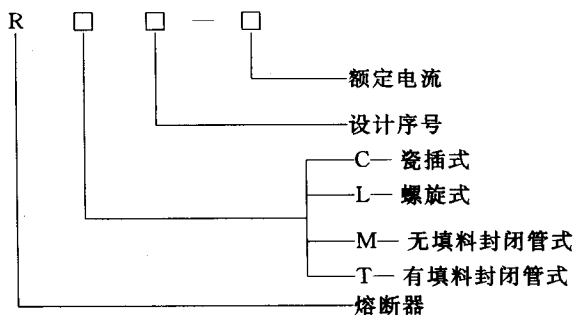 R □ □ — □
额定电流
设计序号
C— 瓷插式
L— 螺旋式
M— 无填料封闭管式
T— 有填料封闭管式
熔断器